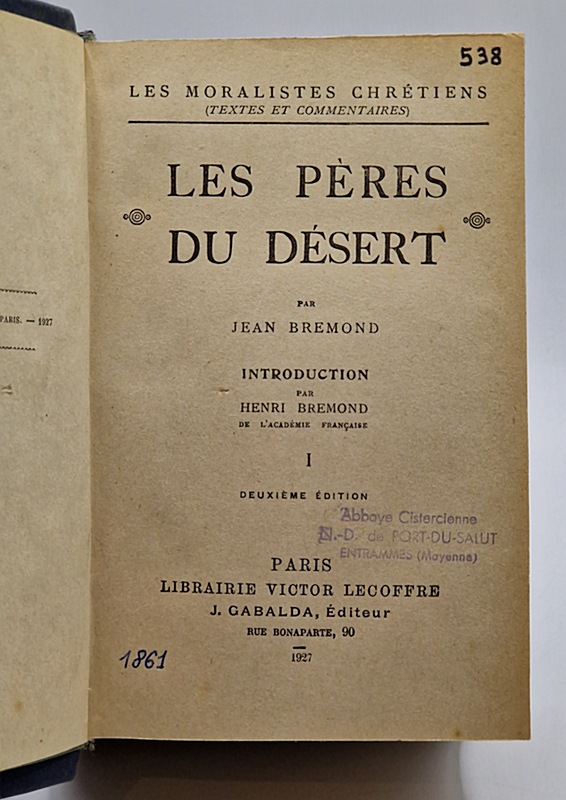 538
LES MORALISTES CHRÉTIENS
(TEXTES ET COMMENTAIRES)
LES PÈRES
DU DÉSERT
PAR
JEAN BREMOND
INTRODUCTION
PAR
HENRI BREMOND
DE L'ACADÉMIE FRANÇAISE
I
DEUXIÈME ÉDITION
Abbaye Cistercienne
N.-D. de PORT-DU-SALUT
ENTRAMMES (Mayenne)
PARIS
LIBRAIRIE VICTOR LECOFFRE
J. GABALDA, Éditeur
RUE BONAPARTE, 90
1927
1861
PARIS. — 1927